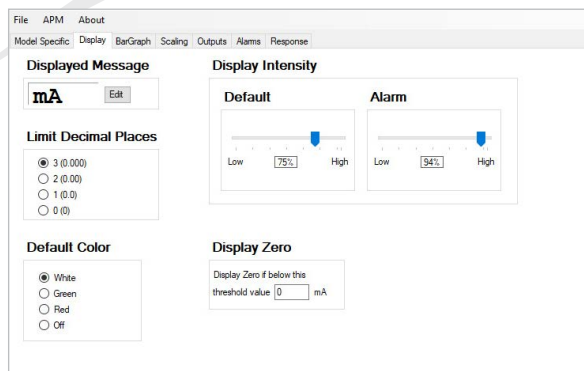 File APM About
Model Specific Display BarGraph Scaling Outputs Alarms Response
Displayed Message
mA Edit
Limit Decimal Places
3 (0.000)
2 (0.00)
1 (0.0)
0 (0)
Default Color
White
Green
Red
Off
Display Intensity
Default
Low 75% High
Alarm
Low 94% High
Display Zero
Display Zero if below this
threshold value 0 mA